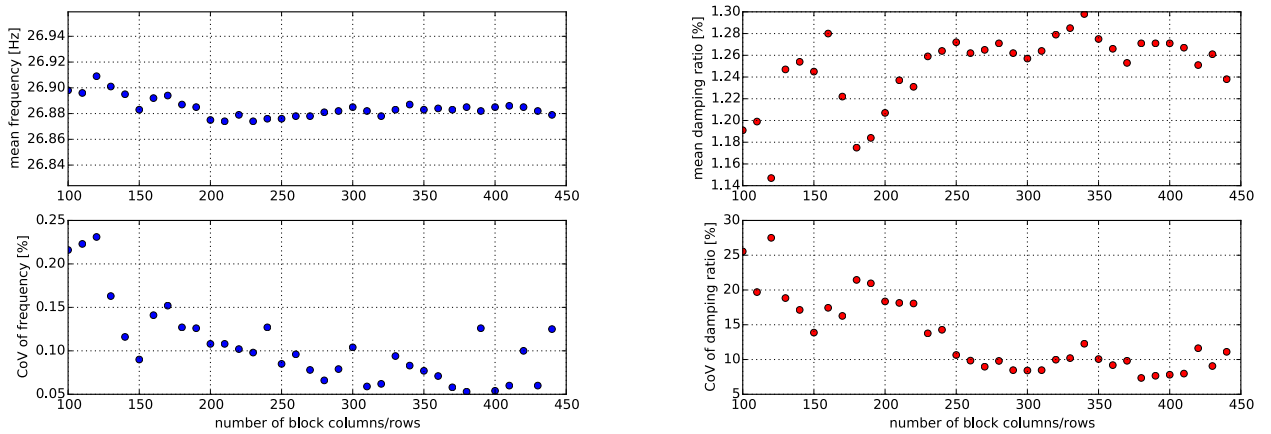 mean frequency [Hz]
26.94
26.92
26.90
26.88
26.86
26.84
100 150 200 250 300 350 400 450
mean damping ratio [%]
1.30
1.28
1.26
1.24
1.22
1.20
1.18
1.16
1.14
100 150 200 250 300 350 400 450
CoV of frequency [%]
0.25
0.20
0.15
0.10
0.05
100 150 200 250 300 350 400 450
number of block columns/rows
CoV of damping ratio [%]
30
25
20
15
10
5
100 150 200 250 300 350 400 450
number of block columns/rows